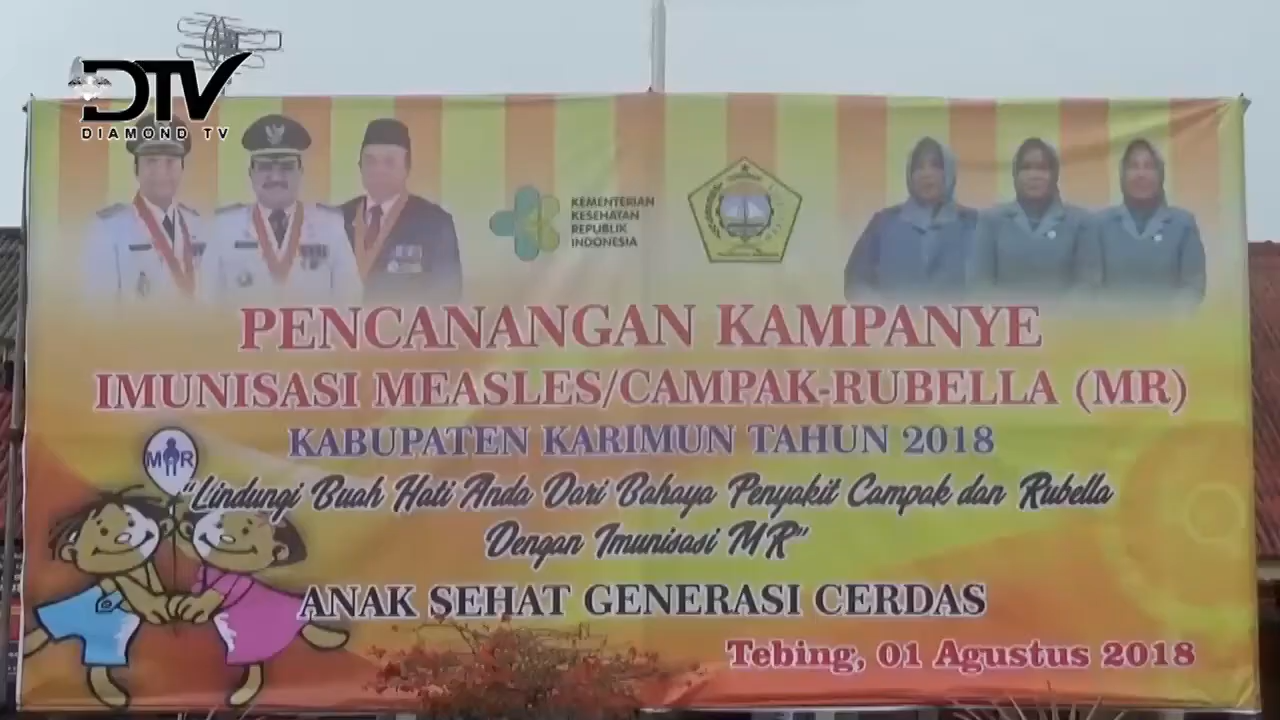 DTV
DIAMOND TV
KEMENTERIAN
KESEHATAN
REPUBLIK
INDONESIA
PENCANANGAN KAMPANYE
IMUNISASI MEASLES/CAMPAK-RUBELLA (MR)
KABUPATEN KARIMUN TAHUN 2018
MR
"Lindungi Buah Hati Anda Dari Bahaya Penyakit Campak dan Rubella
Dengan Imunisasi MR"
ANAK SEHAT GENERASI CERDAS
Tebing, 01 Agustus 2018